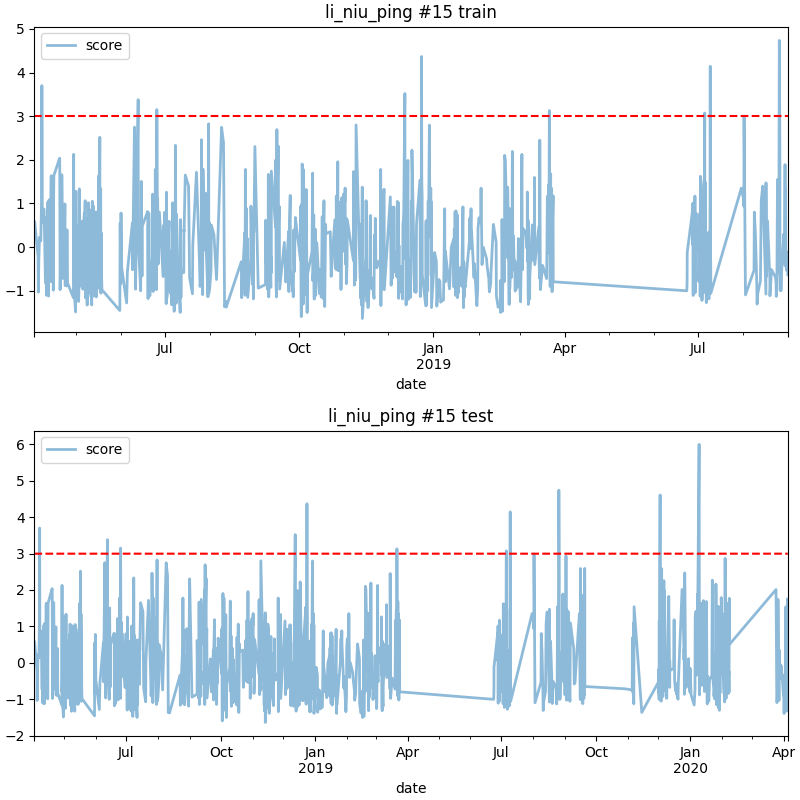 li_niu_ping #15 train
score
5
4
3
2
1
0
−1
Jul
Oct
Jan
2019
Apr
Jul
date
li_niu_ping #15 test
score
6
5
4
3
2
1
0
−1
−2
Jul
Oct
Jan
2019
Apr
Jul
Oct
Jan
2020
Apr
date